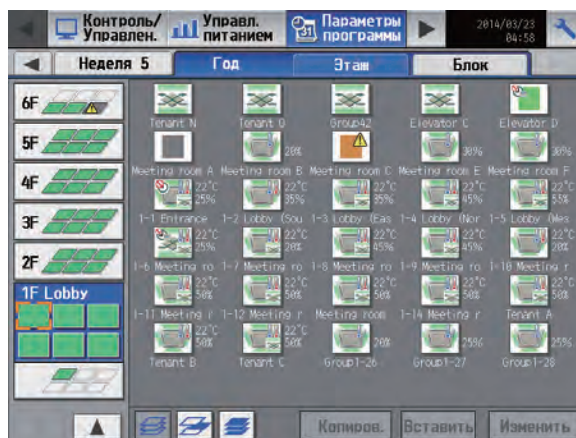 Контроль/ Управлен.
Управл. питанием
31
Параметры программы
2014/03/23
04:58
Неделя 5
Год
Этаж
Блок
6F
5F
4F
3F
2F
1F Lobby
Tenant N Tenant O Group42 Elevator C Elevator D
20% 30% 30%
Meeting room A Meeting room B Meeting room C Meeting room E Meeting room F
22°C 25% 22°C 35% 22°C 35% 22°C 45% 22°C 55%
1-1 Entrance 1-2 Lobby (Sou 1-3 Lobby (Eas 1-4 Lobby (Nor 1-5 Lobby (Wes
22°C 25% 22°C 20% 22°C 45% 22°C 45% 22°C 20%
1-6 Meeting ro 1-7 Meeting ro 1-8 Meeting ro 1-9 Meeting ro 1-10 Meeting r
22°C 50% 22°C 50% 22°C 50% 22°C 50% 22°C 50%
1-11 Meeting r 1-12 Meeting r Meeting room 1-14 Meeting r Tenant A
22°C 50% 22°C 50% 20% 25% 25%
Tenant B Tenant C Group1-26 Group1-27 Group1-28
Копиров.
Вставить
Изменить